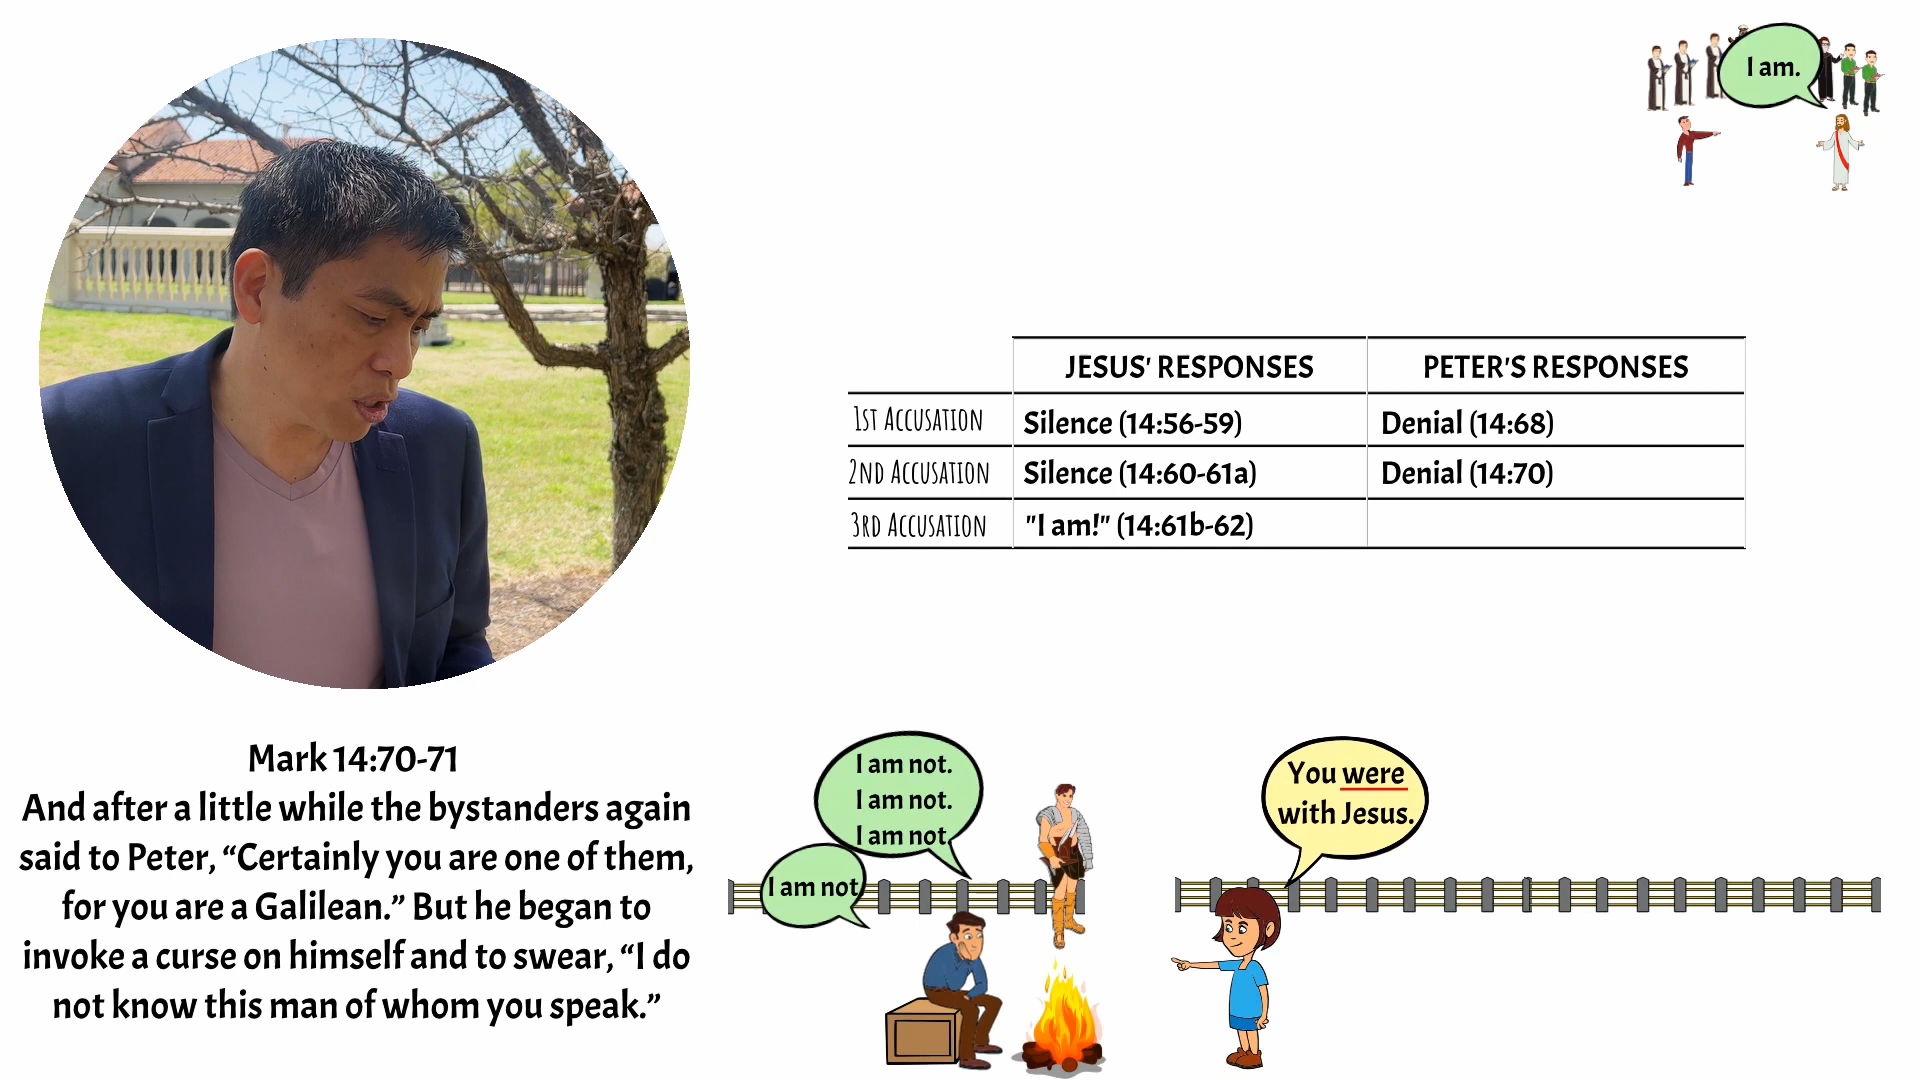 I am.
JESUS' RESPONSES PETER'S RESPONSES
1ST ACCUSATION Silence (14:56-59) Denial (14:68)
2ND ACCUSATION Silence (14:60-61a) Denial (14:70)
3RD ACCUSATION "I am!" (14:61b-62)
Mark 14:70-71
And after a little while the bystanders again
said to Peter, “Certainly you are one of them,
for you are a Galilean.” But he began to
invoke a curse on himself and to swear, “I do
not know this man of whom you speak.”
I am not.
I am not.
I am not.
I am not.
You were
with Jesus.